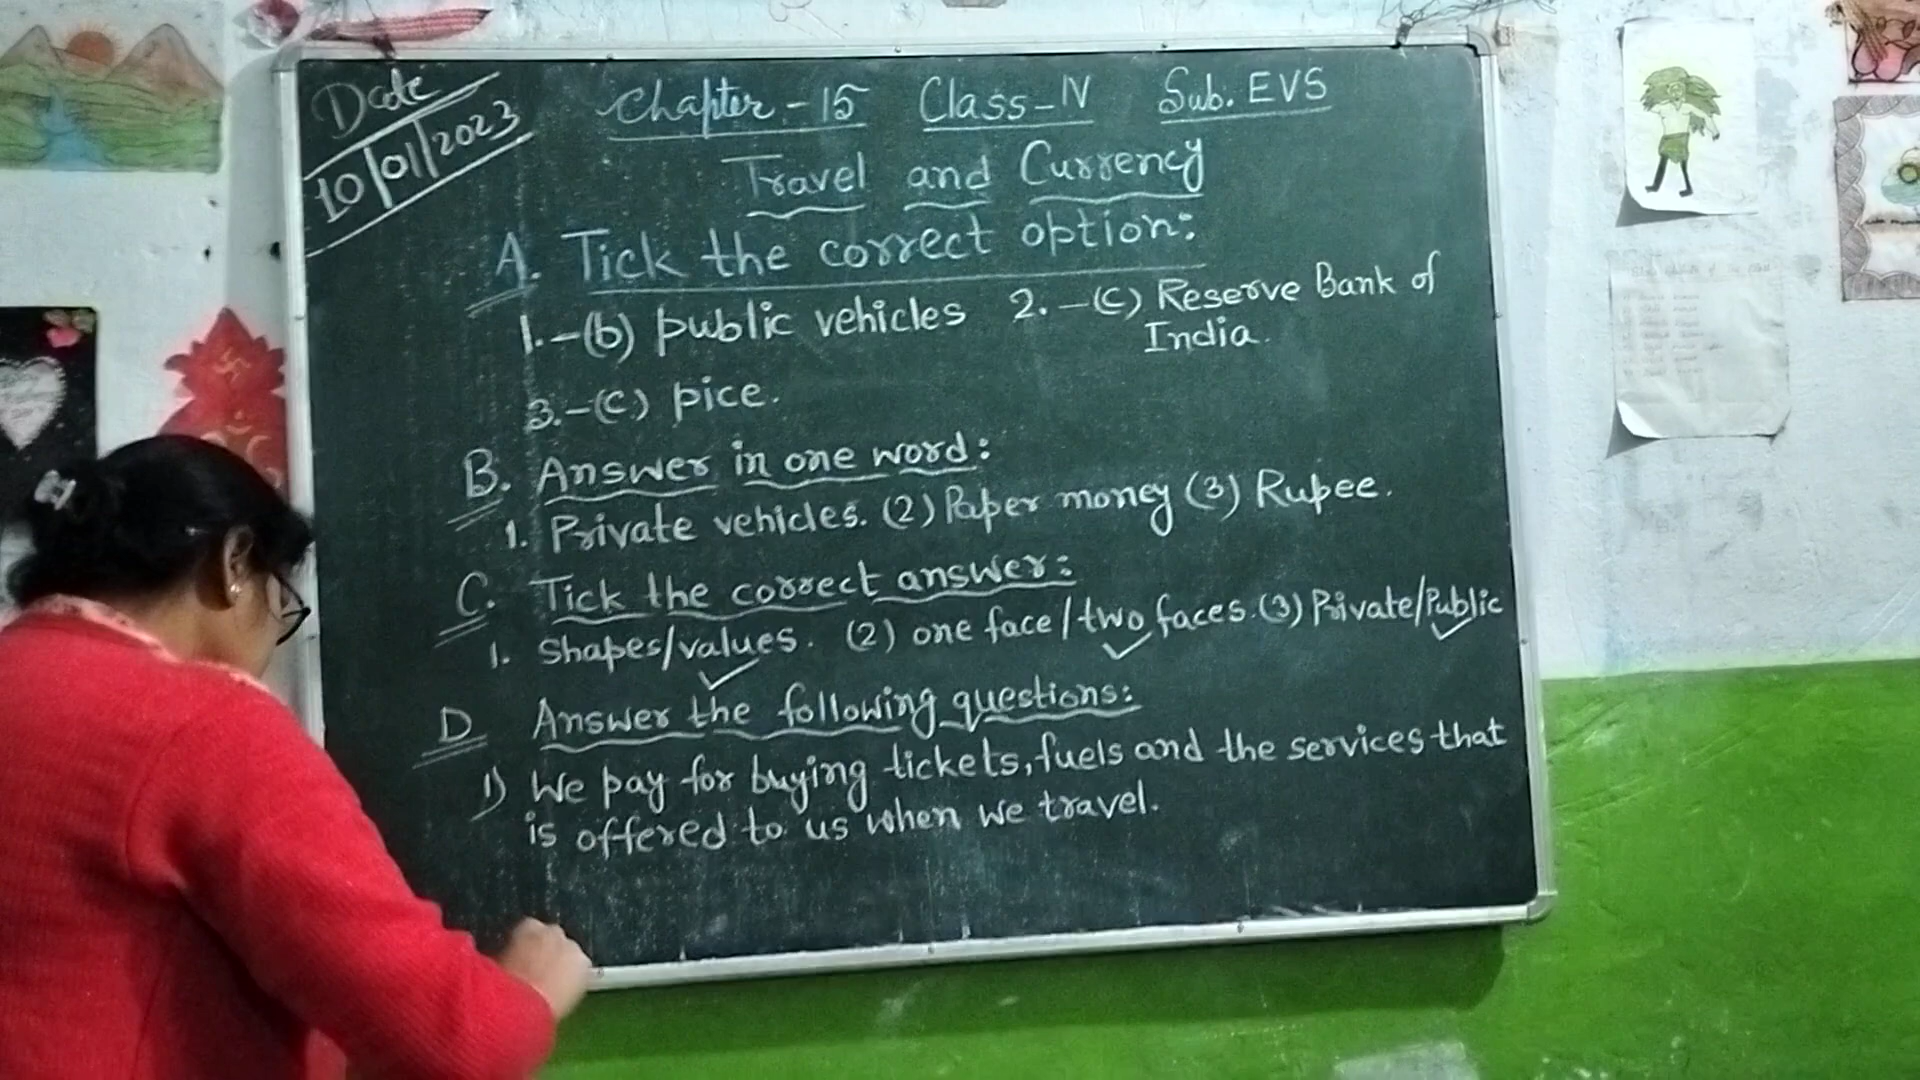 Date
10/01/2023
Chapter - 15 Class - IV Sub. EVS
Travel and Currency
A. Tick the correct option:
1. - (b) public vehicles 2. - (c) Reserve Bank of
India.
3. - (c) pice.
B. Answer in one word:
1. Private vehicles. (2) Paper money (3) Rupee.
C. Tick the correct answer:
1. Shapes/values. (2) one face/two faces. (3) Private/Public
D Answer the following questions:
1) We pay for buying tickets, fuels and the services that
is offered to us when we travel.